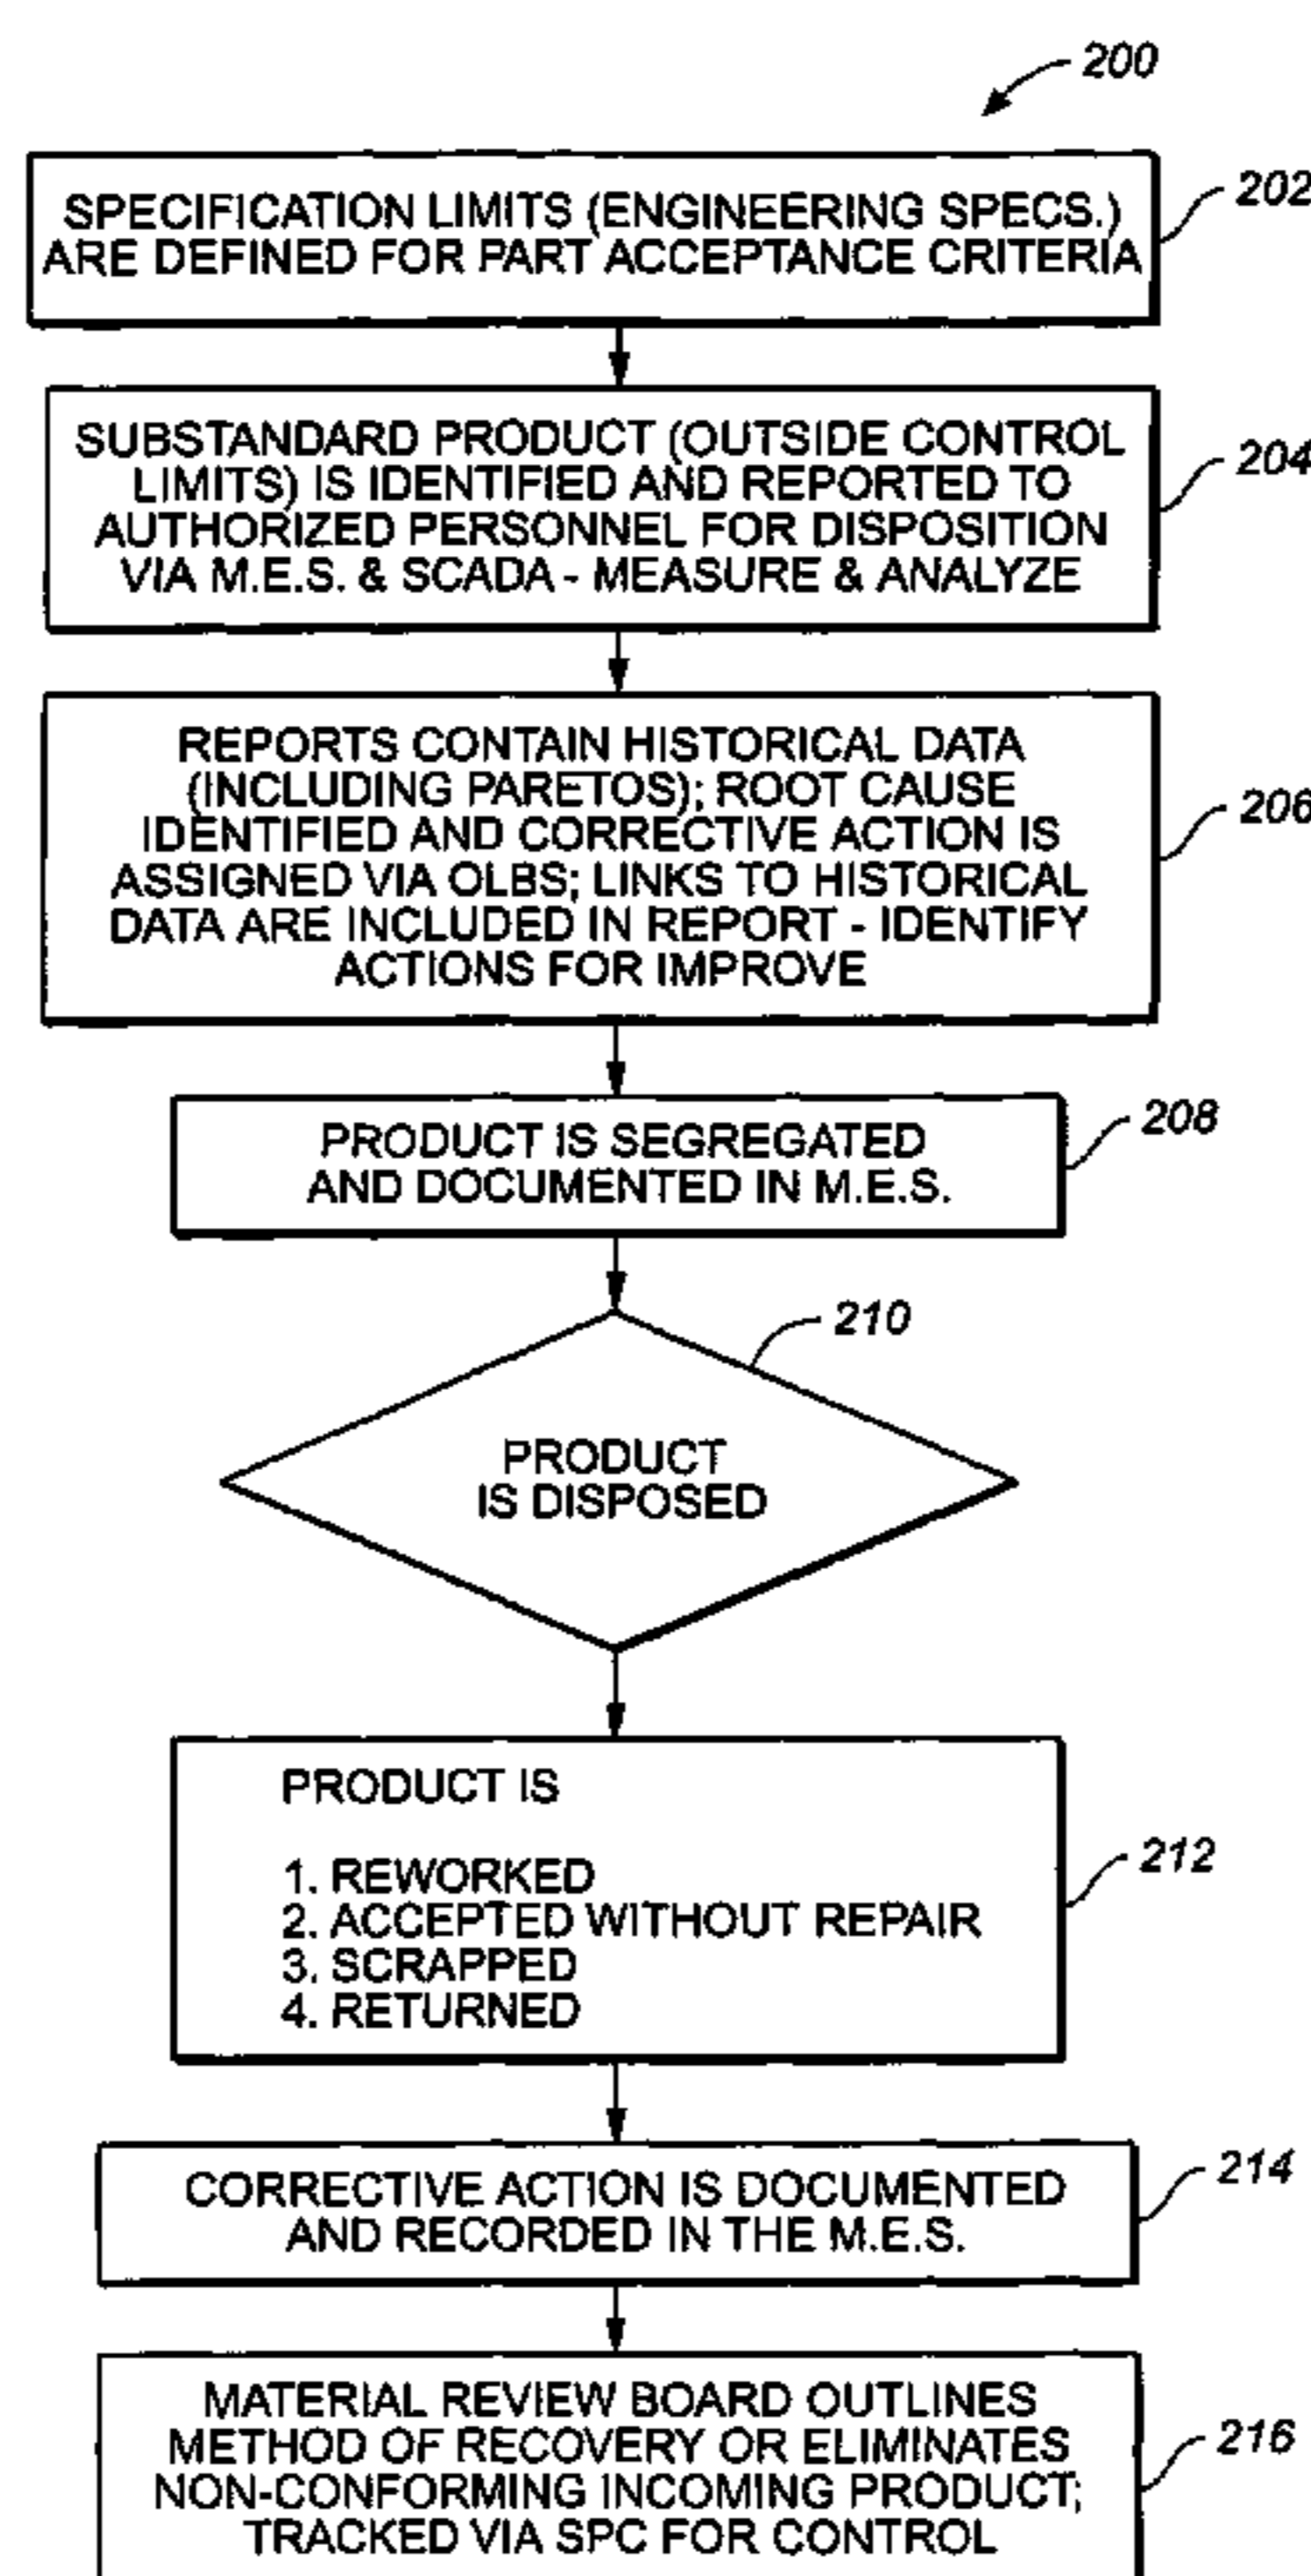 200
SPECIFICATION LIMITS (ENGINEERING SPECS.)
ARE DEFINED FOR PART ACCEPTANCE CRITERIA
202
SUBSTANDARD PRODUCT (OUTSIDE CONTROL
LIMITS) IS IDENTIFIED AND REPORTED TO
AUTHORIZED PERSONNEL FOR DISPOSITION
VIA M.E.S. & SCADA - MEASURE & ANALYZE
204
REPORTS CONTAIN HISTORICAL DATA
(INCLUDING PARETOS); ROOT CAUSE
IDENTIFIED AND CORRECTIVE ACTION IS
ASSIGNED VIA OLBS; LINKS TO HISTORICAL
DATA ARE INCLUDED IN REPORT - IDENTIFY
ACTIONS FOR IMPROVE
206
PRODUCT IS SEGREGATED
AND DOCUMENTED IN M.E.S.
208
210
PRODUCT
IS DISPOSED
PRODUCT IS
1. REWORKED
2. ACCEPTED WITHOUT REPAIR
3. SCRAPPED
4. RETURNED
212
CORRECTIVE ACTION IS DOCUMENTED
AND RECORDED IN THE M.E.S.
214
MATERIAL REVIEW BOARD OUTLINES
METHOD OF RECOVERY OR ELIMINATES
NON-CONFORMING INCOMING PRODUCT;
TRACKED VIA SPC FOR CONTROL
216